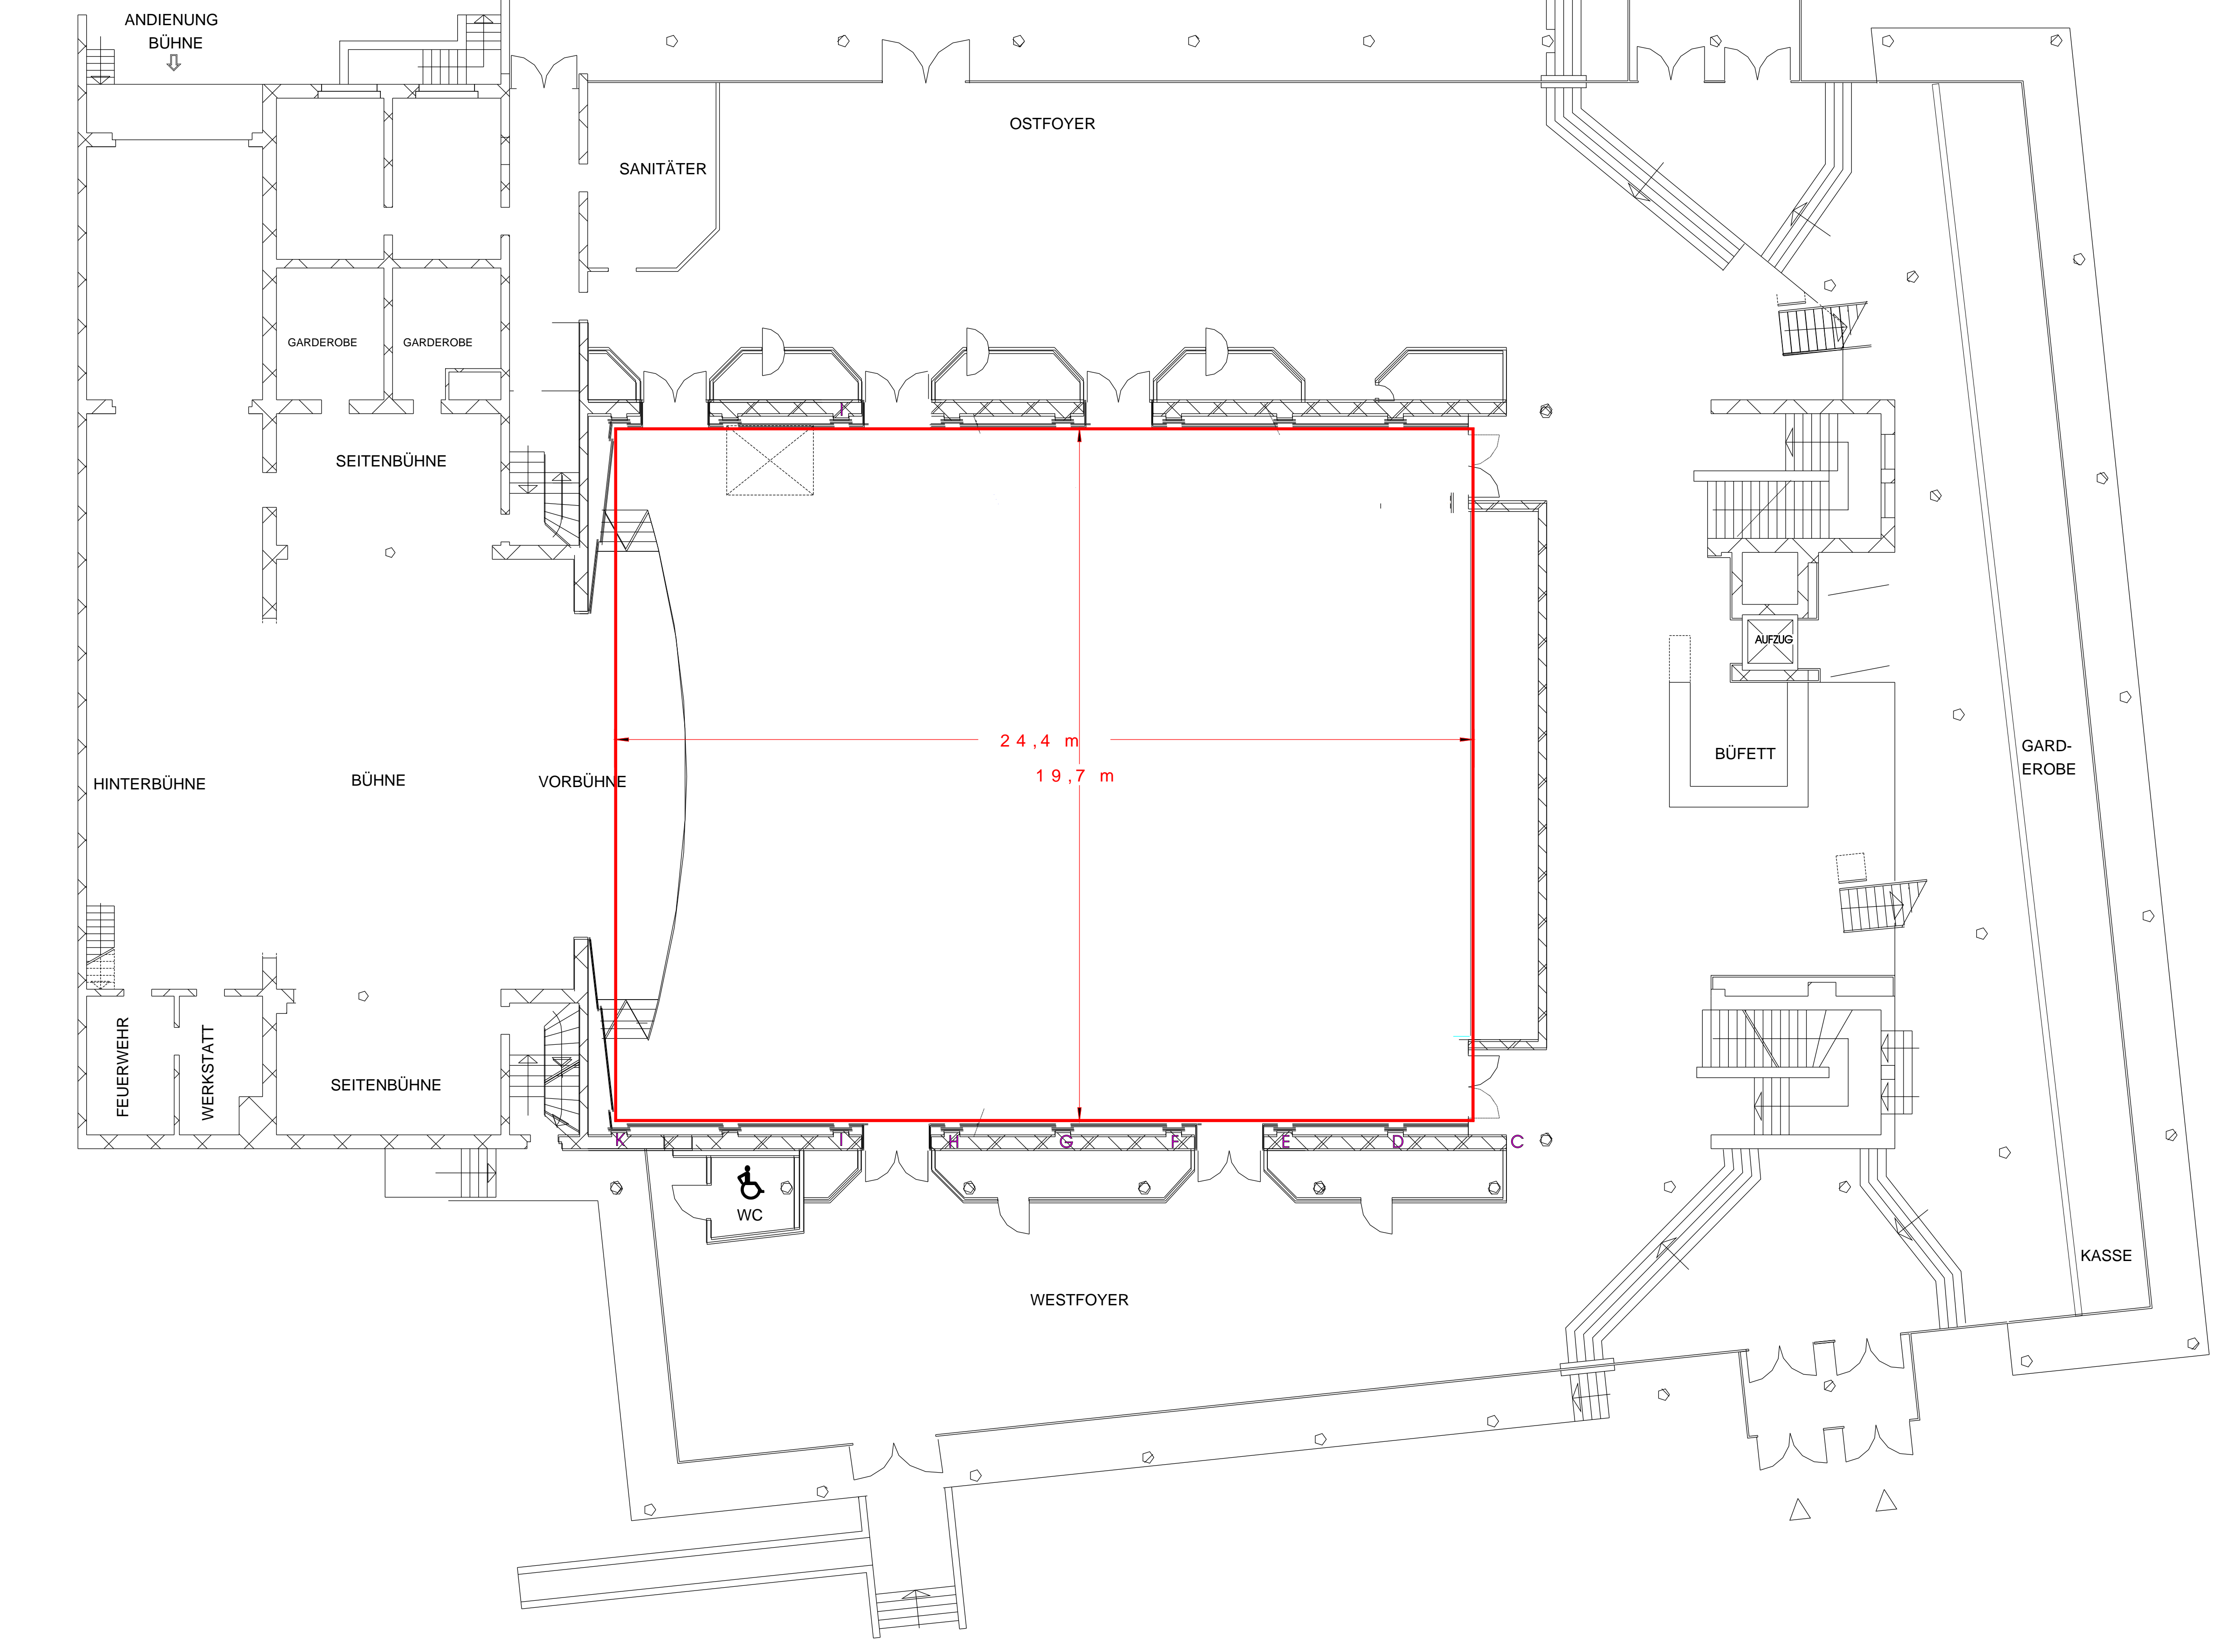 ANDIENUNG
BÜHNE
OSTFOYER
SANITÄTER
GARDEROBE
GARDEROBE
I
SEITENBÜHNE
AUFZUG
24,4 m
19,7 m
HINTERBÜHNE
BÜHNE
VORBÜHNE
BÜFETT
GARD-
EROBE
FEUERWEHR
WERKSTATT
SEITENBÜHNE
K
I
H
G
F
E
D
C
WC
KASSE
WESTFOYER